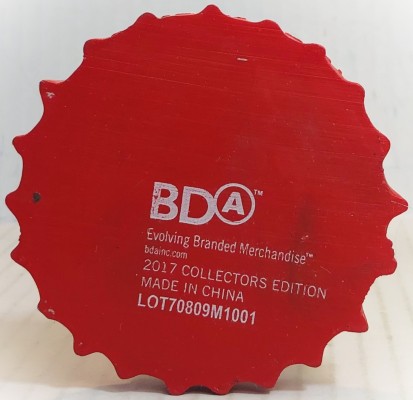 BDA™
Evolving Branded Merchandise™
bdainc.com
2017 COLLECTORS EDITION
MADE IN CHINA
LOT70809M1001